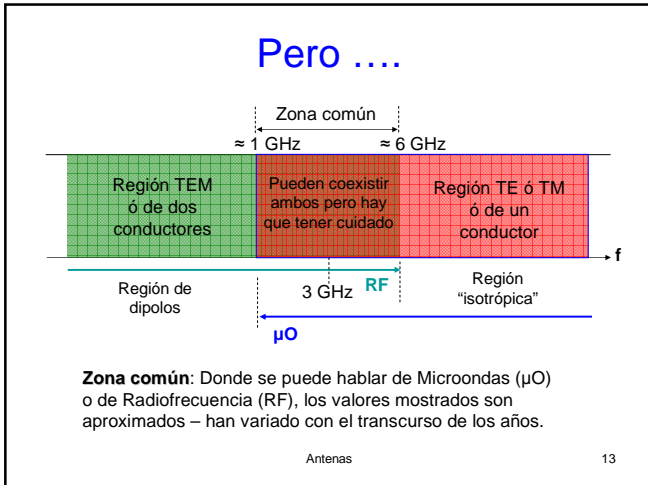 Pero ….
Zona común
≈ 1 GHz
≈ 6 GHz
Región TEM
ó de dos
conductores
Pueden coexistir
ambos pero hay
que tener cuidado
Región TE ó TM
ó de un
conductor
f
Región de
dipolos
3 GHz
RF
Región
“isotrópica”
µO
Zona común: Donde se puede hablar de Microondas (µO)
o de Radiofrecuencia (RF), los valores mostrados son
aproximados – han variado con el transcurso de los años.
Antenas
13